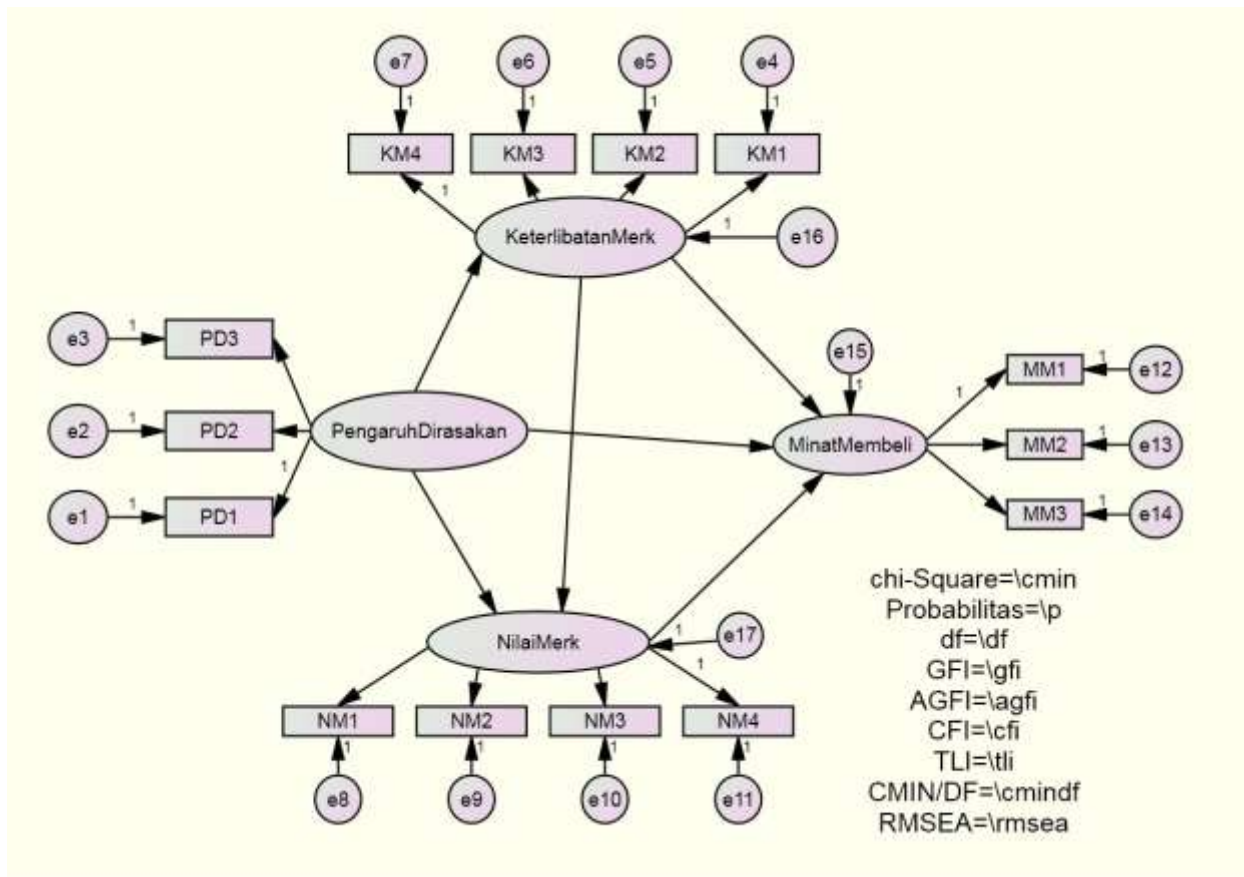 e7 e6 e5 e4
1 1 1 1
KM4 KM3 KM2 KM1
1
KeterlibatanMerk 1 e16
e3 1 PD3
e15
1
e2 1 PD2
PengaruhDirasakan
MinatMembeli
1 MM1 1 e12
MM2 1 e13
MM3 1 e14
1
e1 1 PD1
NilaiMerk 1 e17
1
NM1 NM2 NM3 NM4
1 1 1 1
e8 e9 e10 e11
chi-Square=\cmin
Probabilitas=\p
df=\df
GFI=\gfi
AGFI=\agfi
CFI=\cfi
TLI=\tli
CMIN/DF=\cmindf
RMSEA=\rmsea